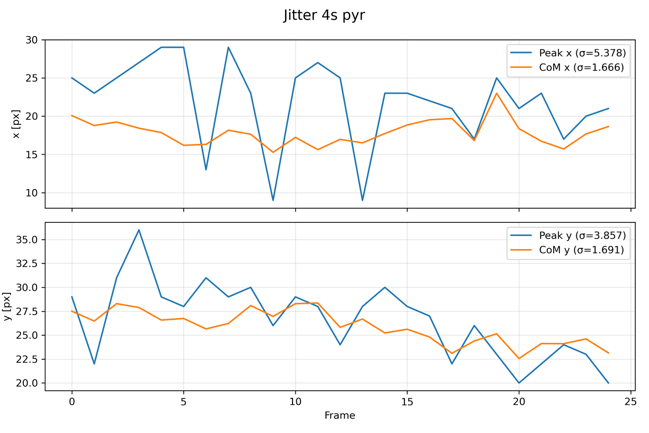 Jitter 4s pyr
30
25
20
15
10
x [px]
Peak x (σ=5.378)
CoM x (σ=1.666)
35.0
32.5
30.0
27.5
25.0
22.5
20.0
y [px]
Peak y (σ=3.857)
CoM y (σ=1.691)
0 5 10 15 20 25
Frame